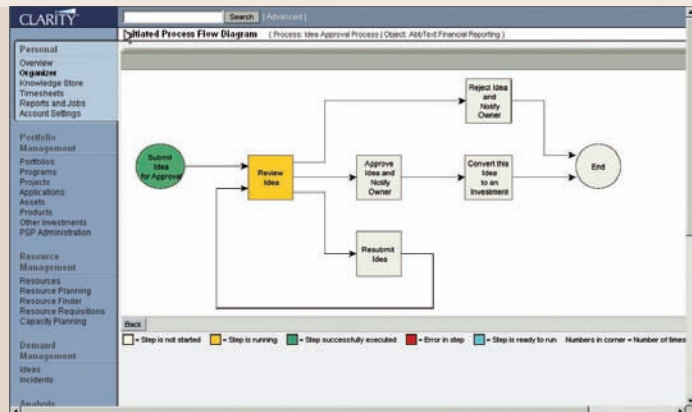 CLARITY
Search [Advanced]
Initiated Process Flow Diagram ( Process: Idea Approval Process | Object: AbbText Financial Reporting )
Personal
Overview
Organizer
Knowledge Store
Timesheets
Reports and Jobs
Account Settings
Portfolio
Management
Portfolios
Programs
Projects
Applications
Assets
Products
Other Investments
PSP Administration
Resource
Management
Resources
Resource Planning
Resource Finder
Resource Requisitions
Capacity Planning
Demand
Management
Ideas
Incidents
Analysis
Submit
Idea
for Approval
Review
Idea
Reject Idea
and
Notify
Owner
Approve
Idea and
Notify
Owner
Convert this
Idea
to an
Investment
End
Resubmit
Idea
Back
= Step is not started = Step is running = Step successfully executed = Error in step = Step is ready to run Numbers in corner = Number of times